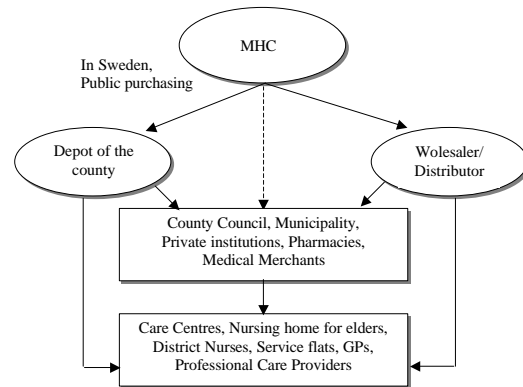 MHC
In Sweden,
Public purchasing
Depot of the
county
Wolesaler/
Distributor
County Council, Municipality,
Private institutions, Pharmacies,
Medical Merchants
Care Centres, Nursing home for elders,
District Nurses, Service flats, GPs,
Professional Care Providers